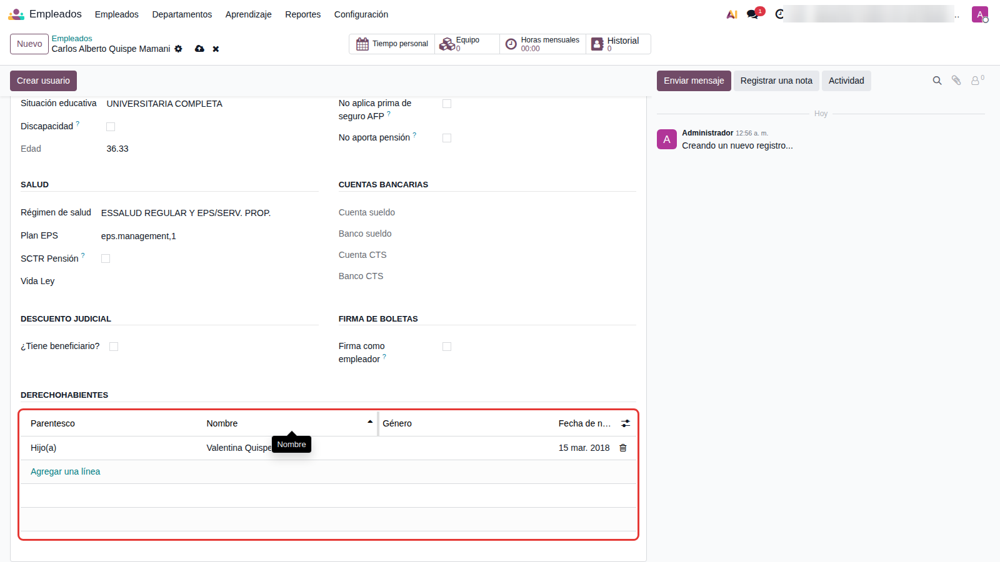 Empleados
Empleados
Departamentos
Aprendizaje
Reportes
Configuración
AI
1
..
A
Nuevo
Empleados
Carlos Alberto Quispe Mamani
Tiempo personal
Equipo
0
Horas mensuales
00:00
Historial
0
Crear usuario
Enviar mensaje
Registrar una nota
Actividad
0
Situación educativa
UNIVERSITARIA COMPLETA
Discapacidad ?
Edad
36.33
No aplica prima de
seguro AFP ?
No aporta pensión ?
Hoy
A
Administrador 12:56 a. m.
Creando un nuevo registro...
SALUD
Régimen de salud
ESSALUD REGULAR Y EPS/SERV. PROP.
Plan EPS
eps.management,1
SCTR Pensión ?
Vida Ley
CUENTAS BANCARIAS
Cuenta sueldo
Banco sueldo
Cuenta CTS
Banco CTS
DESCUENTO JUDICIAL
¿Tiene beneficiario?
FIRMA DE BOLETAS
Firma como
empleador ?
DERECHOHABIENTES
Parentesco
Nombre
Género
Fecha de n…
Hijo(a)
Valentina Quispe
Nombre
15 mar. 2018
Agregar una línea